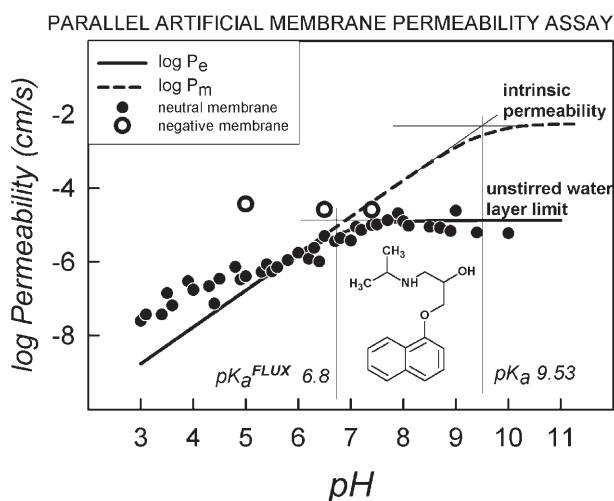 PARALLEL ARTIFICIAL MEMBRANE PERMEABILITY ASSAY
log Pe
log Pm
neutral membrane
negative membrane
intrinsic
permeability
unstirred water
layer limit
log Permeability (cm/s)
-2
-4
-6
-8
CH3
H3C
NH
OH
O
pKa^FLUX 6.8
pKa 9.53
3 4 5 6 7 8 9 10 11
pH